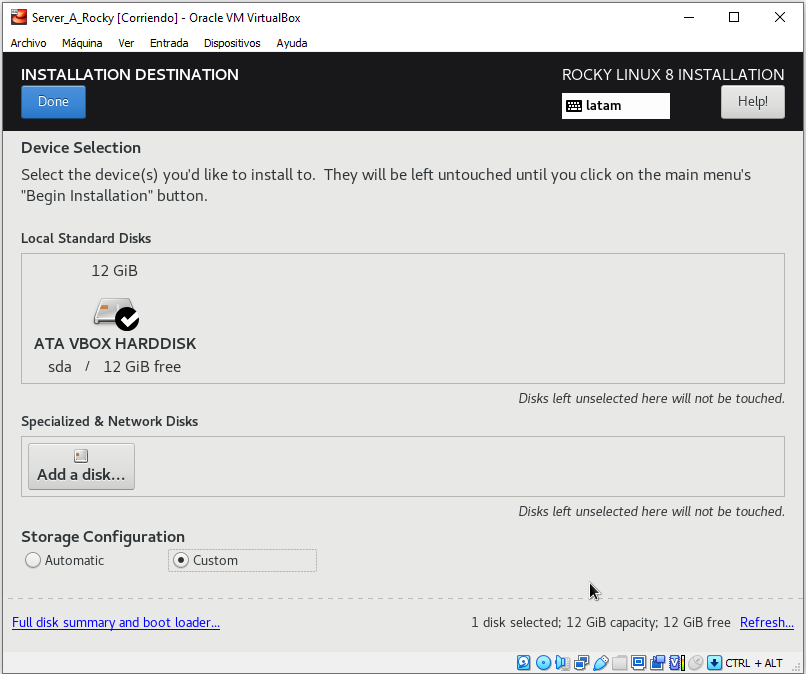 Server_A_Rocky [Corriendo] - Oracle VM VirtualBox
Archivo Máquina Ver Entrada Dispositivos Ayuda
INSTALLATION DESTINATION
ROCKY LINUX 8 INSTALLATION
Done
latam
Help!
Device Selection
Select the device(s) you'd like to install to. They will be left untouched until you click on the main menu's
"Begin Installation" button.
Local Standard Disks
12 GiB
ATA VBOX HARDDISK
sda / 12 GiB free
Disks left unselected here will not be touched.
Specialized & Network Disks
Add a disk...
Disks left unselected here will not be touched.
Storage Configuration
Automatic Custom
Full disk summary and boot loader...
1 disk selected; 12 GiB capacity; 12 GiB free Refresh...
CTRL + ALT